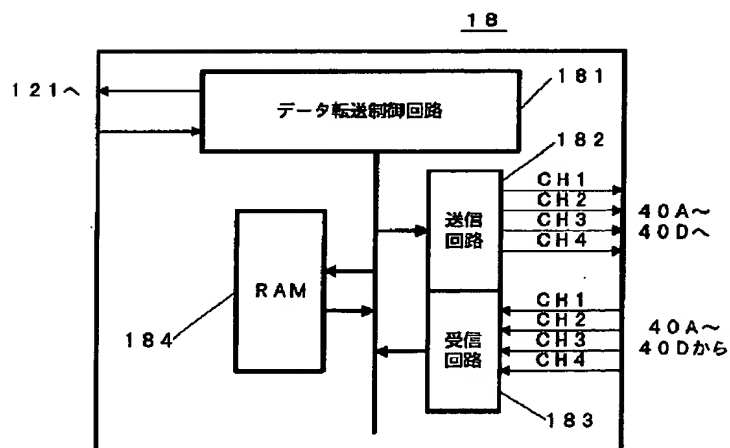 18
121へ
データ転送制御回路
181
182
送信
回路
CH1
CH2
CH3
CH4
40A～
40Dへ
RAM
184
受信
回路
CH1
CH2
CH3
CH4
40A～
40Dから
183